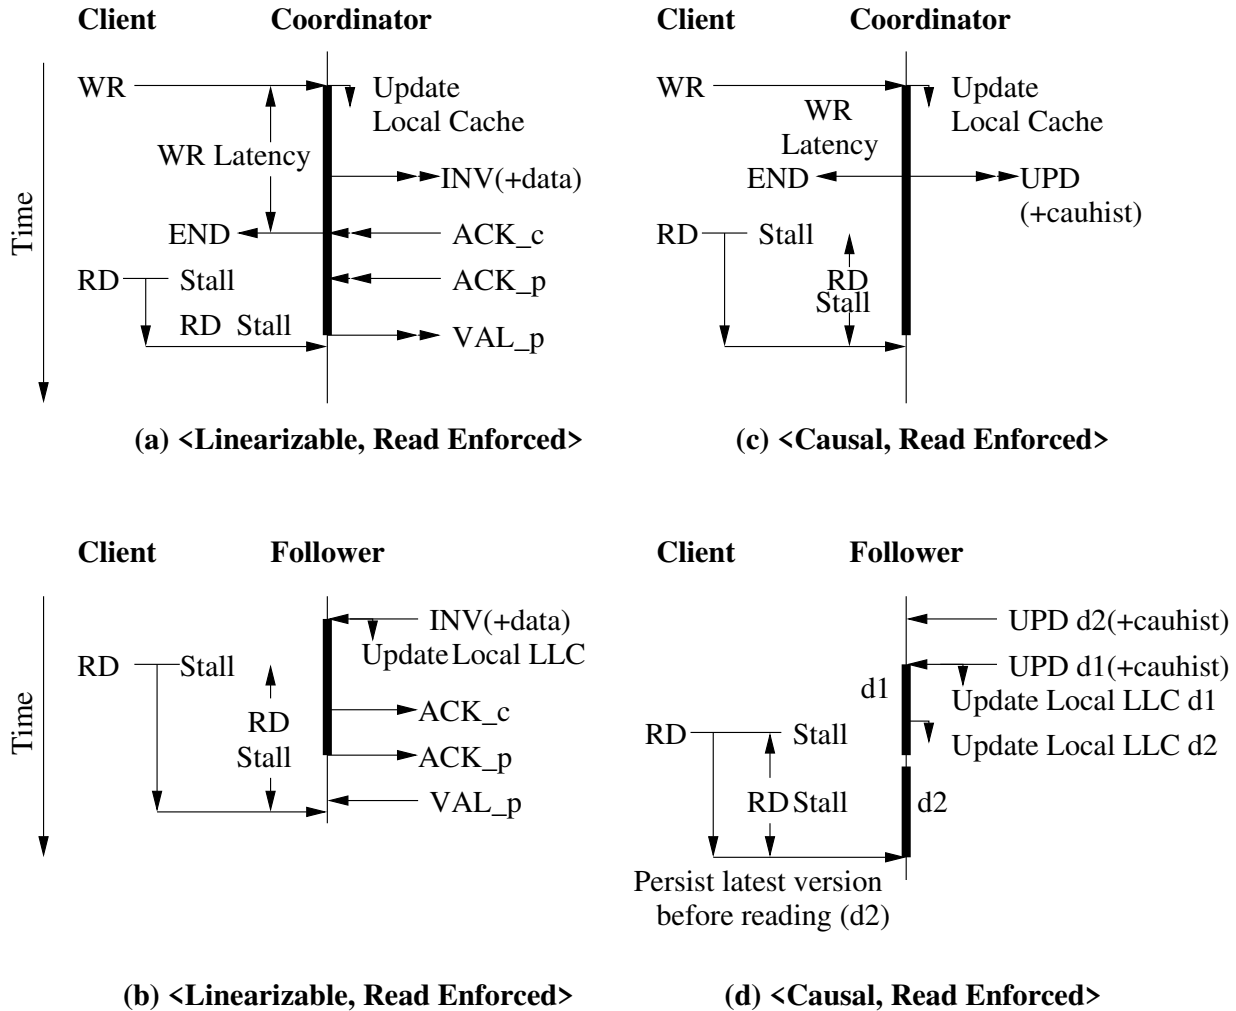 Client Coordinator
WR
Update
Local Cache
WR Latency
INV(+data)
END
ACK_c
RD Stall
ACK_p
RD Stall
VAL_p
Time
(a) <Linearizable, Read Enforced>
Client Coordinator
WR
Update
Local Cache
WR
Latency
END
UPD
(+cauhist)
RD Stall
RD
Stall
(c) <Causal, Read Enforced>
Client Follower
INV(+data)
Update Local LLC
RD Stall
ACK_c
RD
Stall
ACK_p
VAL_p
Time
(b) <Linearizable, Read Enforced>
Client Follower
UPD d2(+cauhist)
UPD d1(+cauhist)
d1
Update Local LLC d1
RD Stall
Update Local LLC d2
RD Stall
d2
Persist latest version
before reading (d2)
(d) <Causal, Read Enforced>